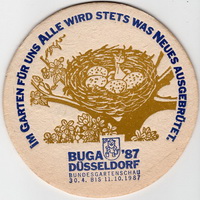 IM GARTEN FÜR UNS ALLE WIRD STETS WAS NEUES AUSGEBRÜTET.
BUGA '87
DÜSSELDORF
BUNDESGARTENSCHAU
30.4. BIS 11.10.1987